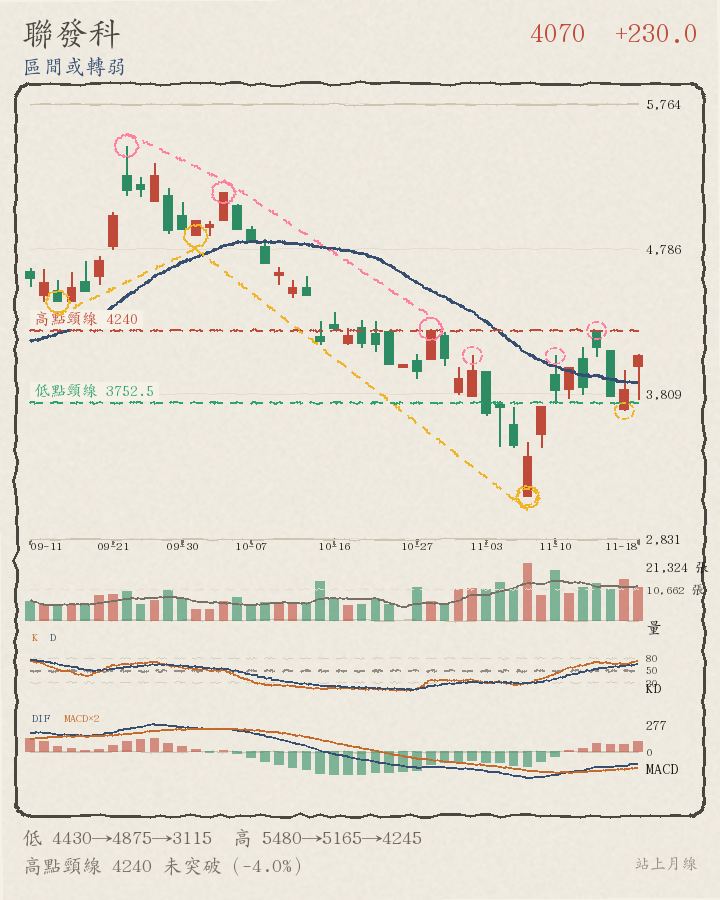 聯發科
4070 +230.0
區間或轉弱
5,764
4,786
高點頸線 4240
低點頸線 3752.5
3,809
2,831
09-11 09-21 09-30 10-07 10-16 10-27 11-03 11-10 11-18
21,324 張
10,662 張
量
K D
80
50
20
KD
DIF MACD×2
277
0
MACD
低 4430→4875→3115 高 5480→5165→4245
高點頸線 4240 未突破 (-4.0%)
站上月線